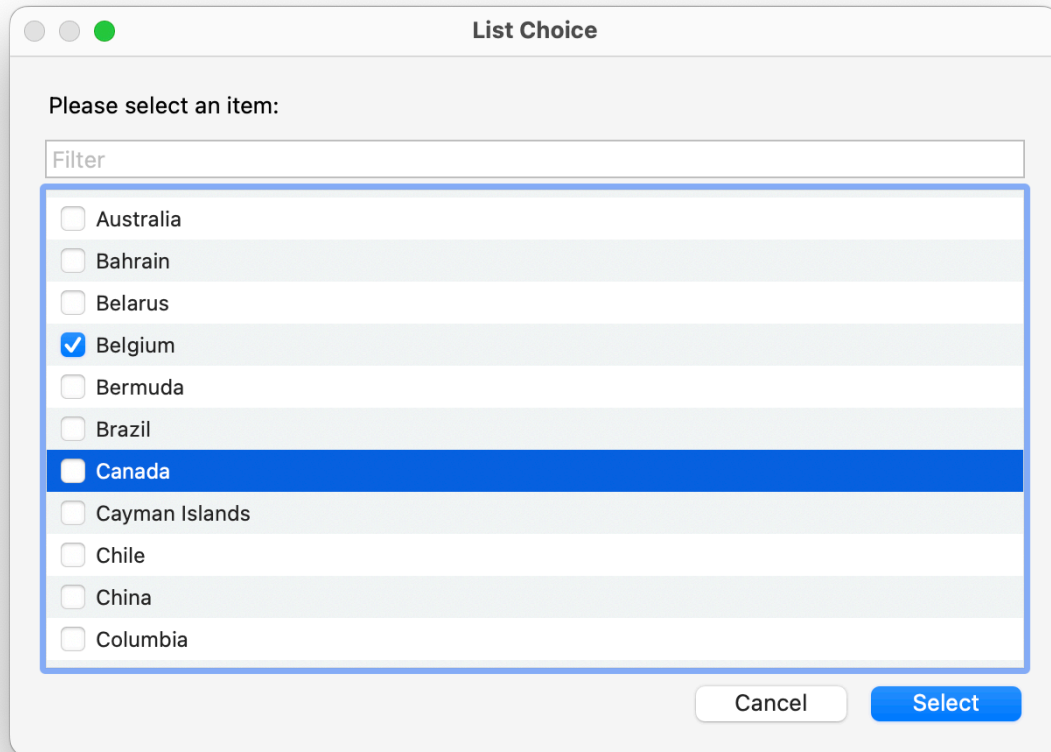 List Choice
Please select an item:
Filter
Australia
Bahrain
Belarus
Belgium
Bermuda
Brazil
Canada
Cayman Islands
Chile
China
Columbia
Cancel
Select